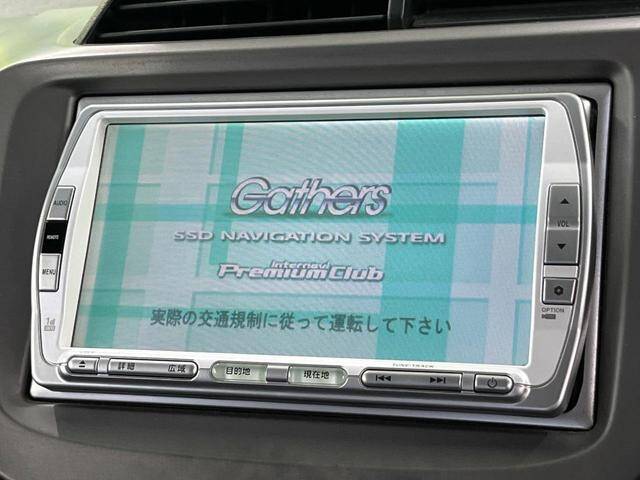 Gathers
SSD NAVIGATION SYSTEM
internavi
Premium Club
実際の交通規制に従って運転して下さい
AUDIO
MENU
VOL
OPTION
詳細 広域
目的地
現在地